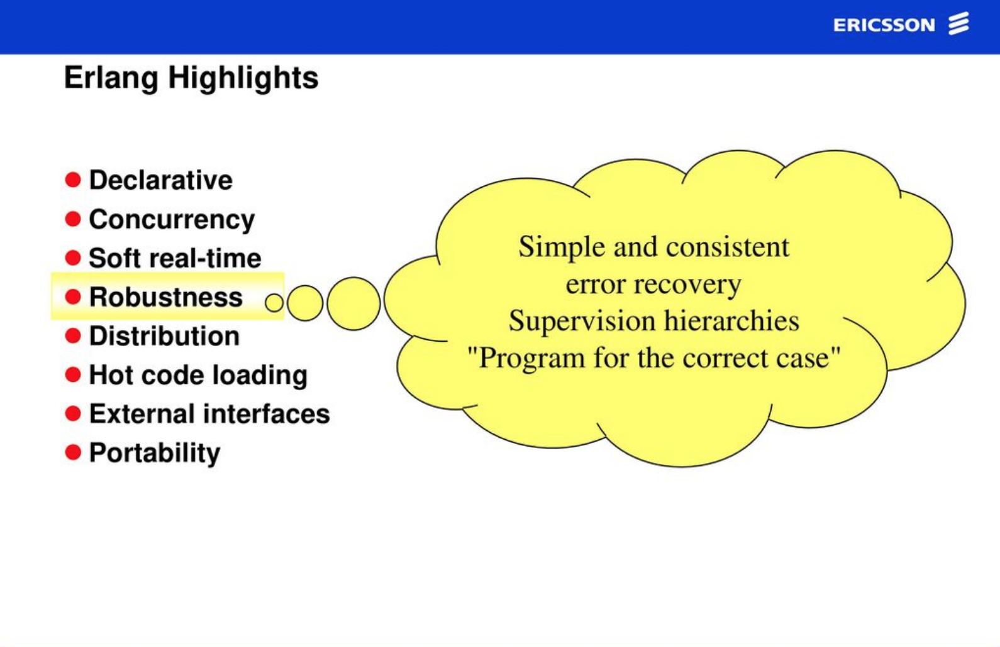 ERICSSON
Erlang Highlights
Declarative
Concurrency
Soft real-time
Robustness
Distribution
Hot code loading
External interfaces
Portability
Simple and consistent
error recovery
Supervision hierarchies
"Program for the correct case"